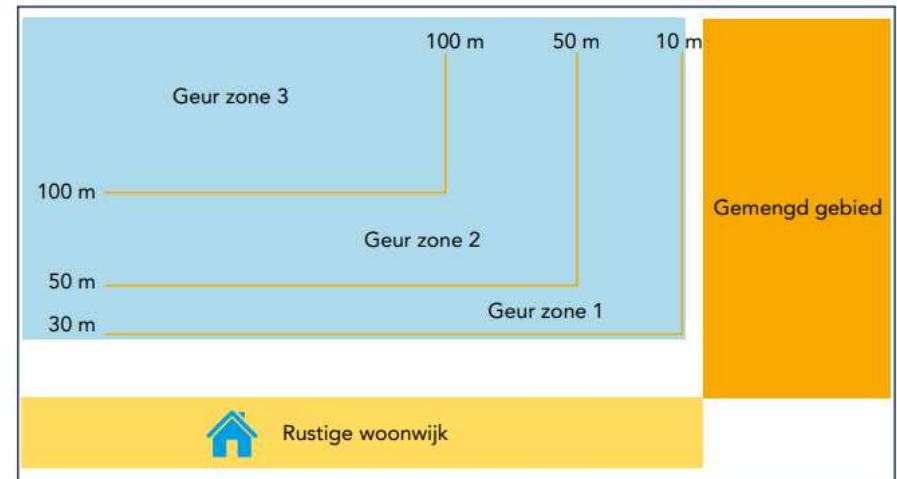 100 m 50 m 10 m
Geur zone 3
100 m
Gemengd gebied
Geur zone 2
50 m
Geur zone 1
30 m
Rustige woonwijk